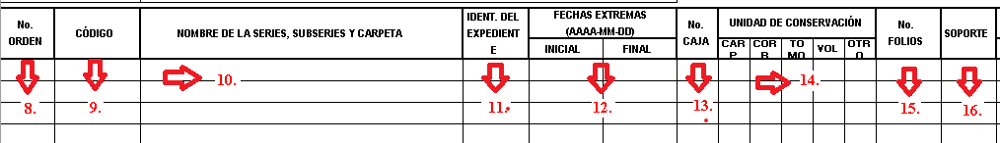 No. ORDEN
CÓDIGO
NOMBRE DE LA SERIES, SUBSERIES Y CARPETA
IDENT. DEL EXPEDIENT E
FECHAS EXTREMAS (AAAA-MM-DD)
INICIAL
FINAL
No. CAJA
UNIDAD DE CONSERVACIÓN
CAR P
COR R
TO MO
VOL
OTR O
No. FOLIOS
SOPORTE
8.
9.
10.
11.
12.
13.
14.
15.
16.